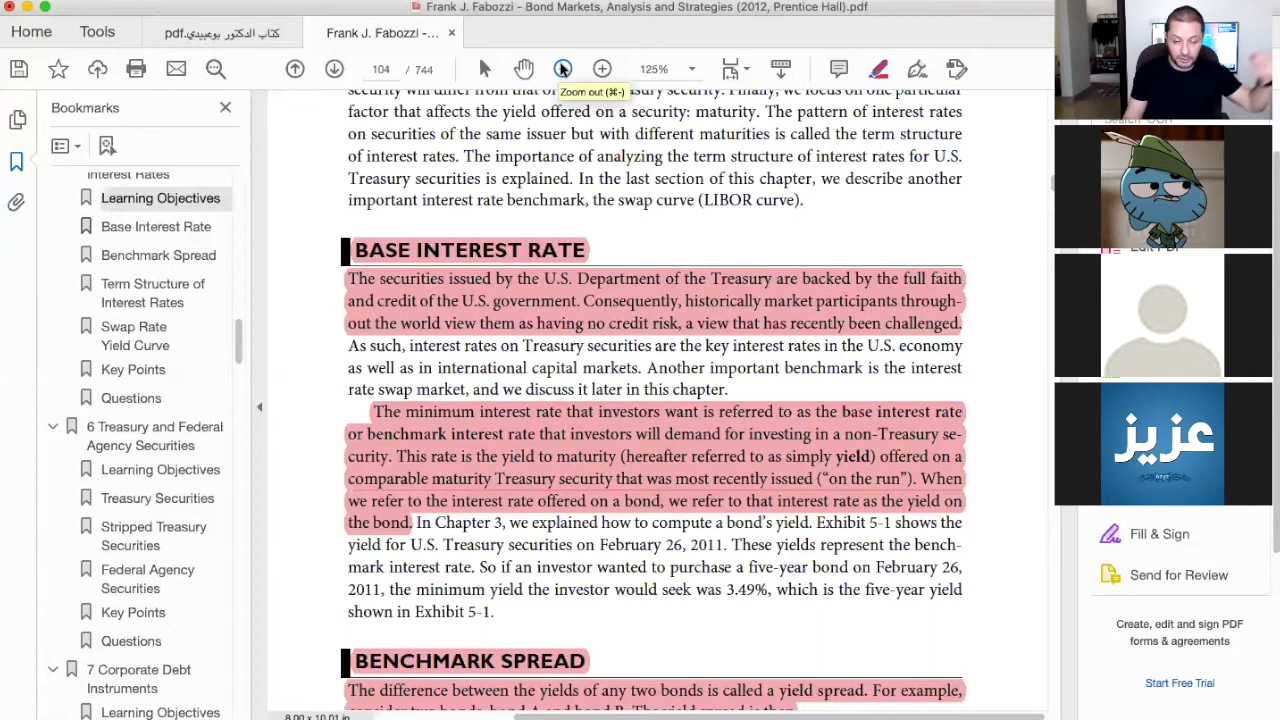 Frank J. Fabozzi - Bond Markets, Analysis and Strategies (2012, Prentice Hall).pdf
Home
Tools
كتاب الدكتور بوعبيدي.pdf
Frank J. Fabozzi -...
104 / 744
125%
Zoom out (⌘-)
Bookmarks
Interest Rates
Learning Objectives
Base Interest Rate
Benchmark Spread
Term Structure of
Interest Rates
Swap Rate
Yield Curve
Key Points
Questions
6 Treasury and Federal
Agency Securities
Learning Objectives
Treasury Securities
Stripped Treasury
Securities
Federal Agency
Securities
Key Points
Questions
7 Corporate Debt
Instruments
Learning Objectives
factor that affects the yield offered on a security: maturity. The pattern of interest rates
on securities of the same issuer but with different maturities is called the term structure
of interest rates. The importance of analyzing the term structure of interest rates for U.S.
Treasury securities is explained. In the last section of this chapter, we describe another
important interest rate benchmark, the swap curve (LIBOR curve).
BASE INTEREST RATE
The securities issued by the U.S. Department of the Treasury are backed by the full faith
and credit of the U.S. government. Consequently, historically market participants through-
out the world view them as having no credit risk, a view that has recently been challenged.
As such, interest rates on Treasury securities are the key interest rates in the U.S. economy
as well as in international capital markets. Another important benchmark is the interest
rate swap market, and we discuss it later in this chapter.
The minimum interest rate that investors want is referred to as the base interest rate
or benchmark interest rate that investors will demand for investing in a non-Treasury se-
curity. This rate is the yield to maturity (hereafter referred to as simply yield) offered on a
comparable maturity Treasury security that was most recently issued (“on the run”). When
we refer to the interest rate offered on a bond, we refer to that interest rate as the yield on
the bond. In Chapter 3, we explained how to compute a bond’s yield. Exhibit 5-1 shows the
yield for U.S. Treasury securities on February 26, 2011. These yields represent the bench-
mark interest rate. So if an investor wanted to purchase a five-year bond on February 26,
2011, the minimum yield the investor would seek was 3.49%, which is the five-year yield
shown in Exhibit 5-1.
BENCHMARK SPREAD
The difference between the yields of any two bonds is called a yield spread. For example,
8.00 x 10.01 in
عزيز
Fill & Sign
Send for Review
Create, edit and sign PDF
forms & agreements
Start Free Trial